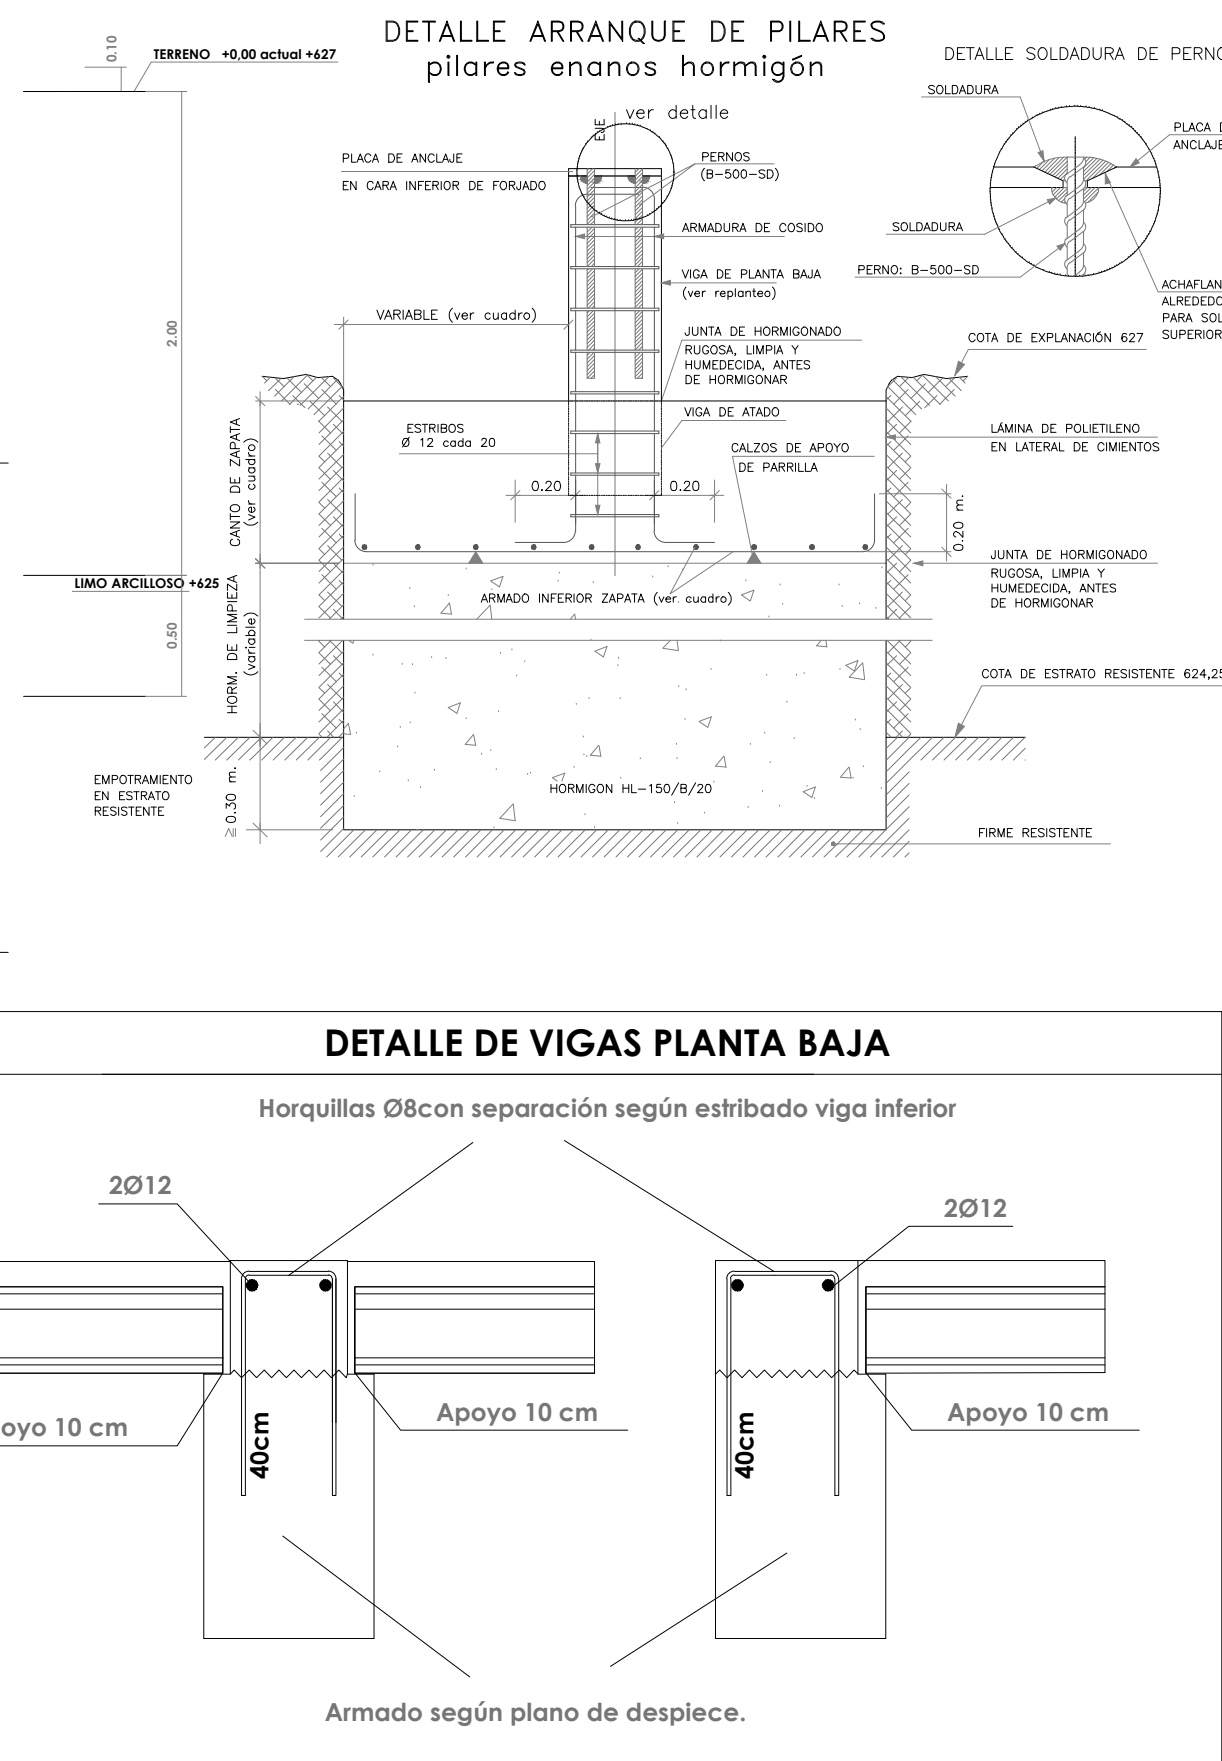 DETALLE ARRANQUE DE PILARES
pilares enanos hormigón
0.10
TERRENO +0,00 actual +627
DETALLE SOLDADURA DE PERNO
ver detalle
EJE
SOLDADURA
PLACA D
ANCLAJE
PLACA DE ANCLAJE
EN CARA INFERIOR DE FORJADO
PERNOS
(B-500-SD)
ARMADURA DE COSIDO
SOLDADURA
VIGA DE PLANTA BAJA
(ver replanteo)
PERNO: B-500-SD
ACHAFLAN
ALREDEDO
PARA SOL
SUPERIOR
VARIABLE (ver cuadro)
2.00
JUNTA DE HORMIGONADO
RUGOSA, LIMPIA Y
HUMEDECIDA, ANTES
DE HORMIGONAR
COTA DE EXPLANACIÓN 627
VIGA DE ATADO
ESTRIBOS
Ø 12 cada 20
CANTO DE ZAPATA
(ver cuadro)
LÁMINA DE POLIETILENO
EN LATERAL DE CIMIENTOS
CALZOS DE APOYO
DE PARRILLA
0.20
0.20
0.20 m.
JUNTA DE HORMIGONADO
RUGOSA, LIMPIA Y
HUMEDECIDA, ANTES
DE HORMIGONAR
LIMO ARCILLOSO +625
ARMADO INFERIOR ZAPATA (ver cuadro)
0.50
HORM. DE LIMPIEZA
(variable)
COTA DE ESTRATO RESISTENTE 624,25
EMPOTRAMIENTO
EN ESTRATO
RESISTENTE
≥ 0.30 m.
HORMIGON HL-150/B/20
FIRME RESISTENTE
DETALLE DE VIGAS PLANTA BAJA
Horquillas Ø8con separación según estribado viga inferior
2Ø12
2Ø12
oyo 10 cm
Apoyo 10 cm
Apoyo 10 cm
40cm
40cm
Armado según plano de despiece.